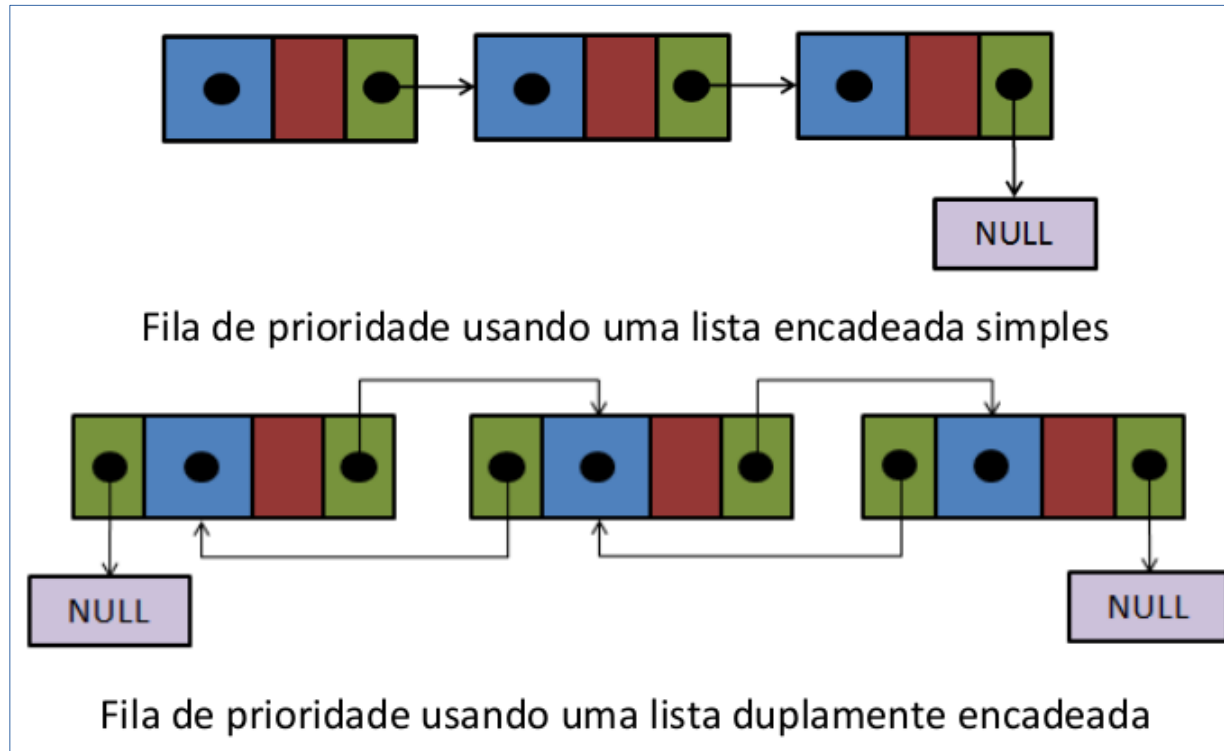 NULL
Fila de prioridade usando uma lista encadeada simples
NULL
NULL
Fila de prioridade usando uma lista duplamente encadeada